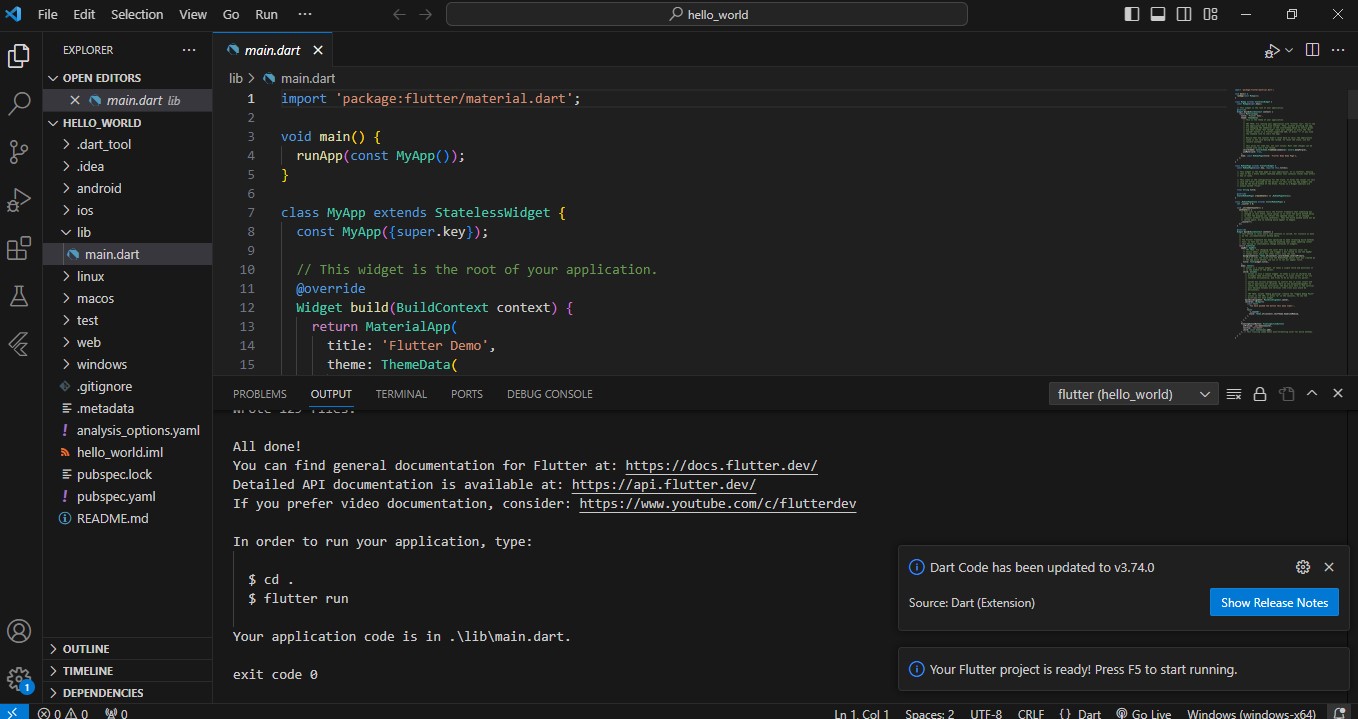 File Edit Selection View Go Run ···
hello_world
EXPLORER
OPEN EDITORS
main.dart lib
HELLO_WORLD
.dart_tool
.idea
android
ios
lib
main.dart
linux
macos
test
web
windows
.gitignore
.metadata
analysis_options.yaml
hello_world.iml
pubspec.lock
pubspec.yaml
README.md
OUTLINE
TIMELINE
DEPENDENCIES
1
main.dart
lib > main.dart
1 import 'package:flutter/material.dart';
2
3 void main() {
4 runApp(const MyApp());
5 }
6
7 class MyApp extends StatelessWidget {
8 const MyApp({super.key});
9
10 // This widget is the root of your application.
11 @override
12 Widget build(BuildContext context) {
13 return MaterialApp(
14 title: 'Flutter Demo',
15 theme: ThemeData(
PROBLEMS OUTPUT TERMINAL PORTS DEBUG CONSOLE
flutter (hello_world)
All done!
You can find general documentation for Flutter at: https://docs.flutter.dev/
Detailed API documentation is available at: https://api.flutter.dev/
If you prefer video documentation, consider: https://www.youtube.com/c/flutterdev
In order to run your application, type:
$ cd .
$ flutter run
Your application code is in .\lib\main.dart.
exit code 0
Dart Code has been updated to v3.74.0
Source: Dart (Extension)
Show Release Notes
Your Flutter project is ready! Press F5 to start running.
0 0 0 Ln 1, Col 1 Spaces: 2 UTF-8 CRLF {} Dart Go Live Windows (windows-x64)